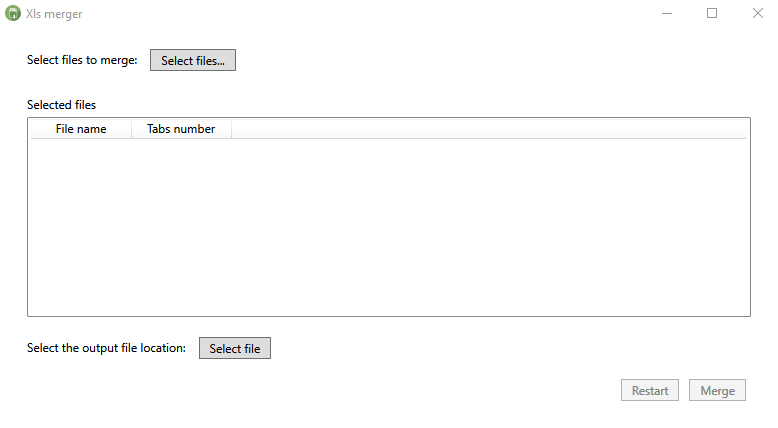 Xls merger
Select files to merge: Select files...
Selected files
File name Tabs number
Select the output file location: Select file
Restart Merge